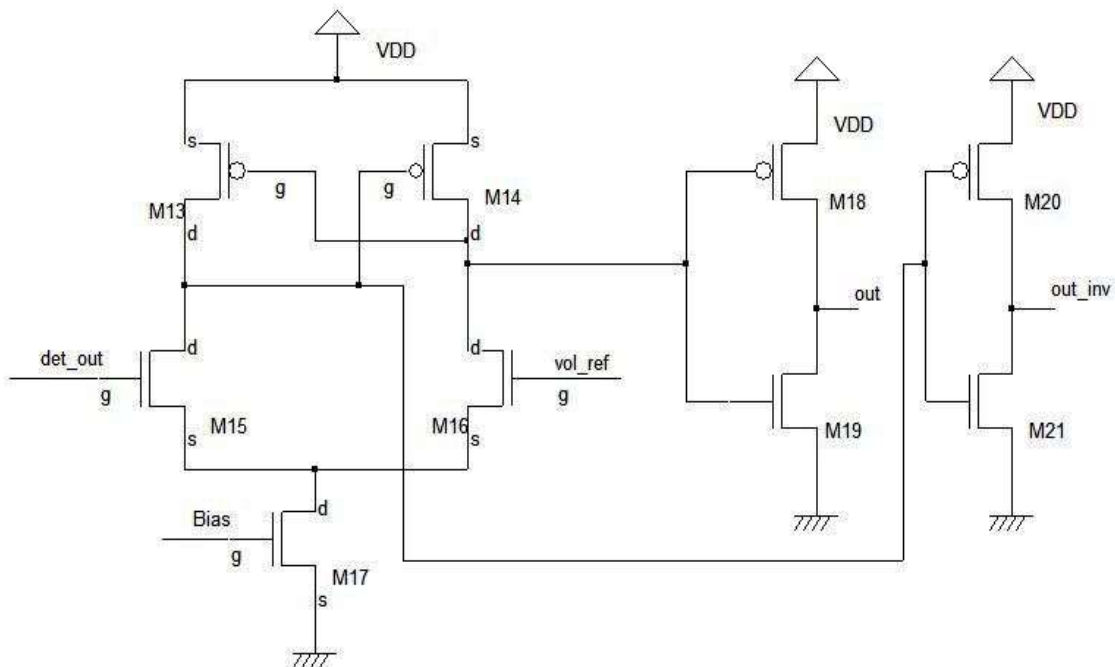 VDD
VDD
VDD
s
s
g
g
M13
M14
M18
M20
d
d
out
out_inv
det_out
d
d
vol_ref
g
g
M15
M16
M19
M21
s
s
Bias
d
g
M17
s